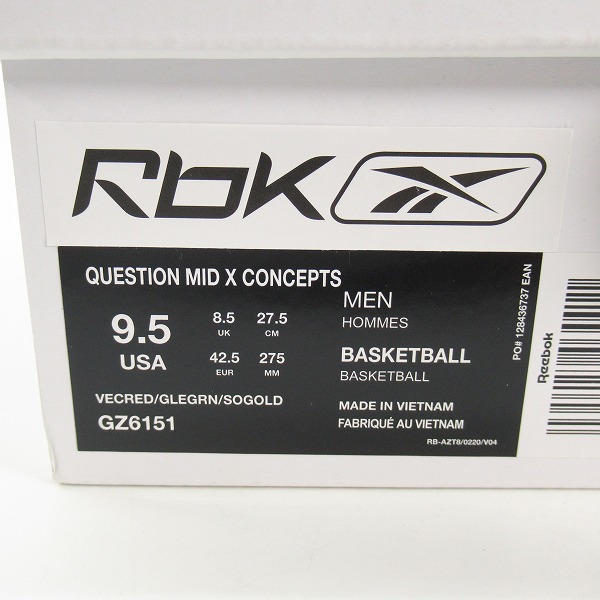 Rbk
QUESTION MID X CONCEPTS
9.5
USA
8.5
UK
27.5
CM
42.5
EUR
275
MM
VECRED/GLEGRN/SOGOLD
GZ6151
MEN
HOMMES
BASKETBALL
BASKETBALL
MADE IN VIETNAM
FABRIQUÉ AU VIETNAM
RB-AZT8/0220/V04
PO# 128436737 EAN
Reebok